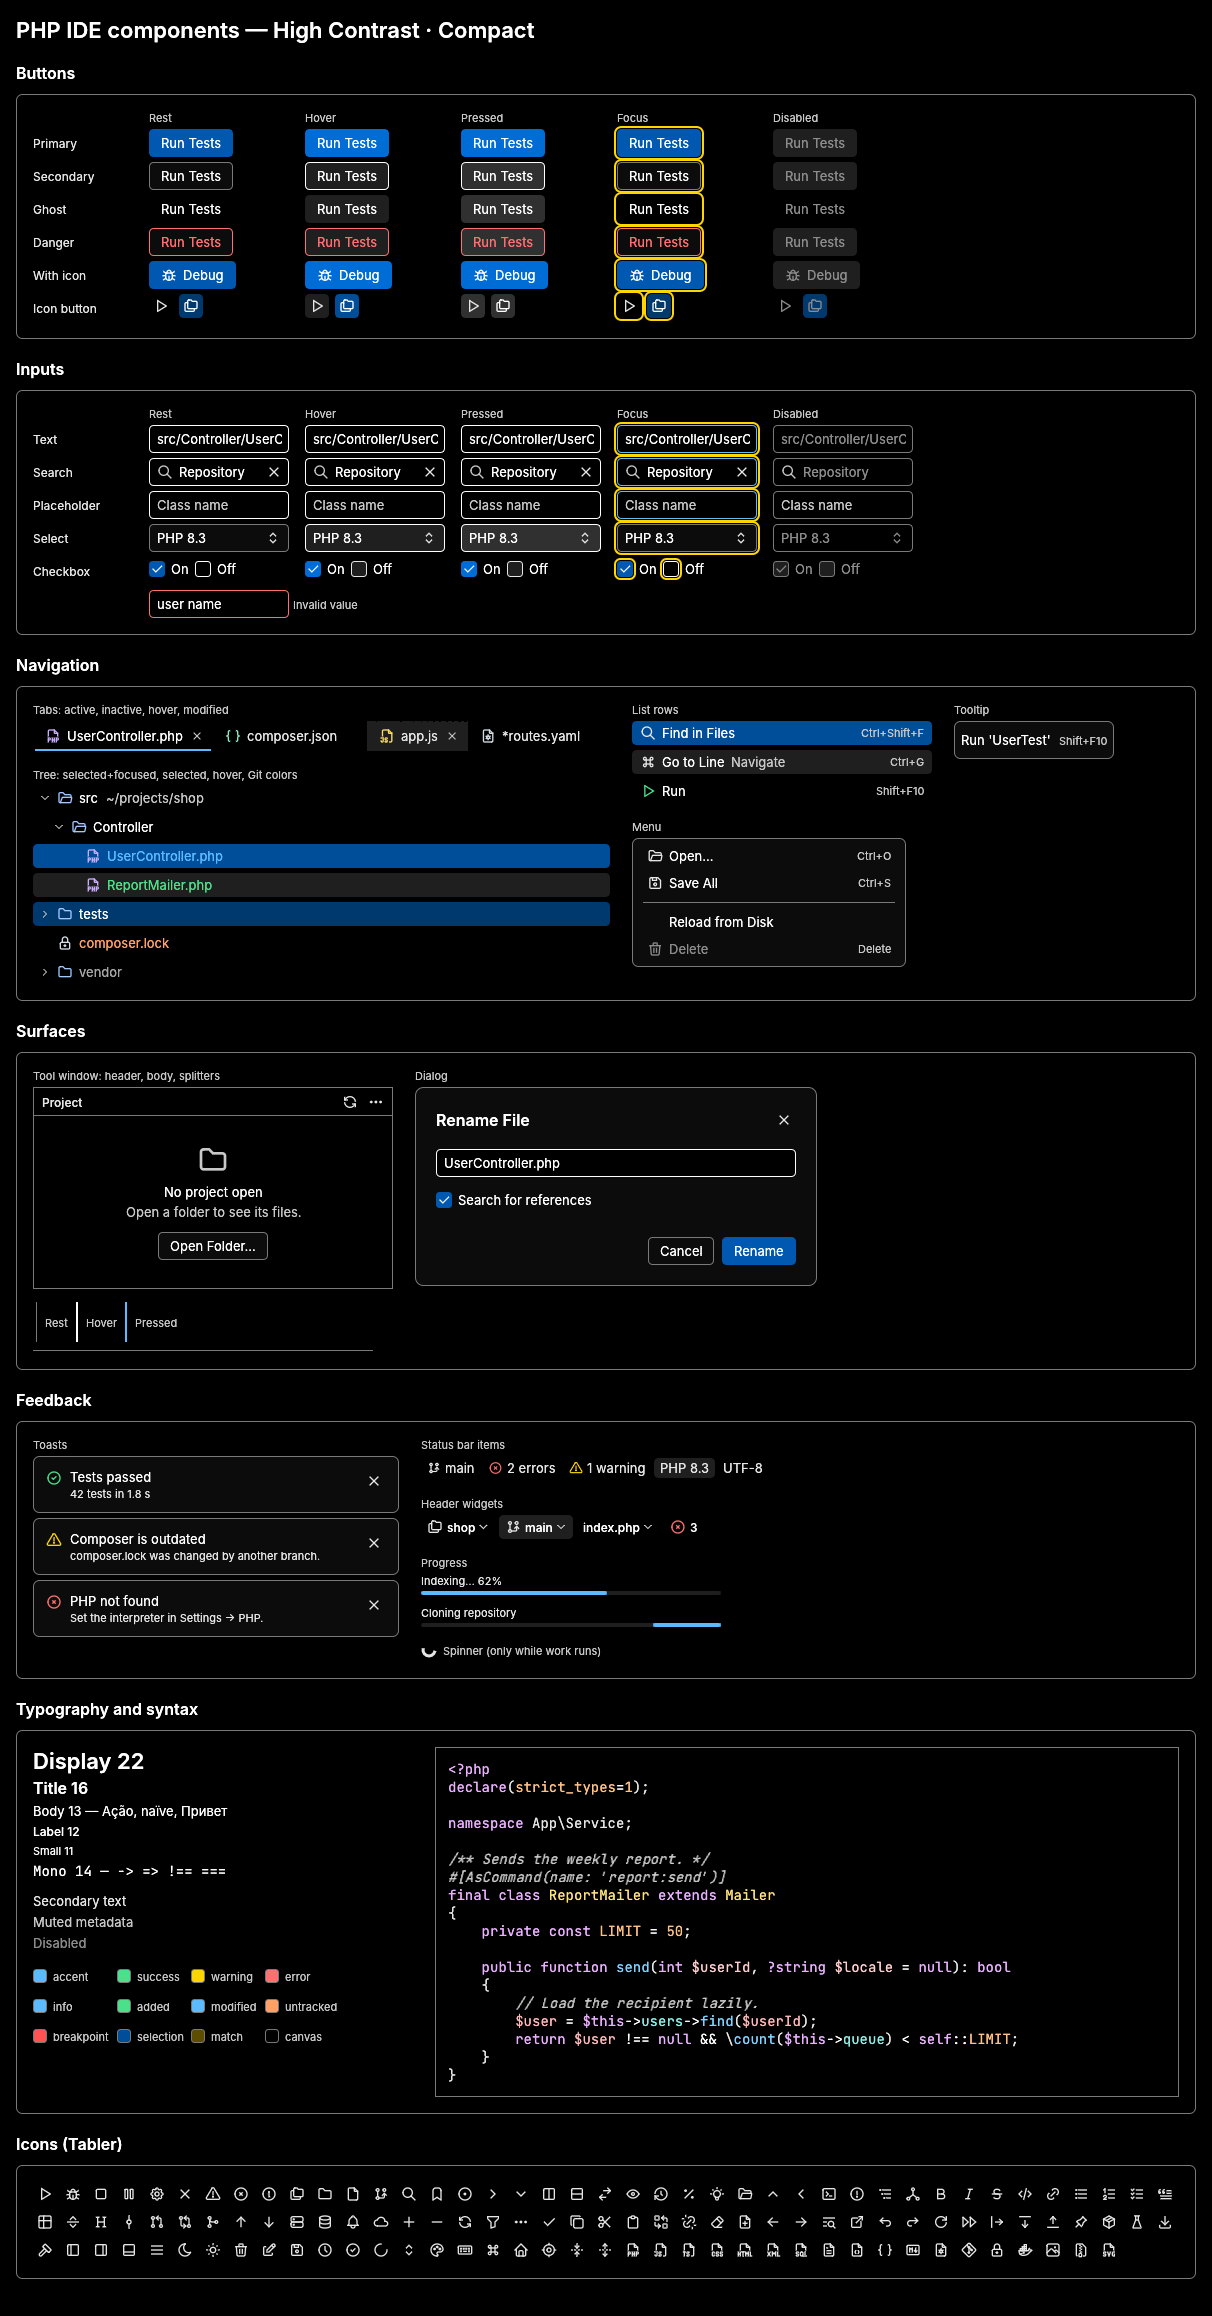 PHP IDE components — High Contrast · Compact
Buttons
Rest Hover Pressed Focus Disabled
Primary Run Tests Run Tests Run Tests Run Tests Run Tests
Secondary Run Tests Run Tests Run Tests Run Tests Run Tests
Ghost Run Tests Run Tests Run Tests Run Tests Run Tests
Danger Run Tests Run Tests Run Tests Run Tests Run Tests
With icon Debug Debug Debug Debug Debug
Icon button
Inputs
Rest Hover Pressed Focus Disabled
Text src/Controller/UserC src/Controller/UserC src/Controller/UserC src/Controller/UserC src/Controller/UserC
Search Repository Repository Repository Repository Repository
Placeholder Class name Class name Class name Class name Class name
Select PHP 8.3 PHP 8.3 PHP 8.3 PHP 8.3 PHP 8.3
Checkbox On Off On Off On Off On Off On Off
user name Invalid value
Navigation
Tabs: active, inactive, hover, modified
UserController.php composer.json app.js *routes.yaml
Tree: selected+focused, selected, hover, Git colors
src ~/projects/shop
Controller
UserController.php
ReportMailer.php
tests
composer.lock
vendor
List rows
Find in Files Ctrl+Shift+F
Go to Line Navigate Ctrl+G
Run Shift+F10
Menu
Open... Ctrl+O
Save All Ctrl+S
Reload from Disk
Delete Delete
Tooltip
Run 'UserTest' Shift+F10
Surfaces
Tool window: header, body, splitters
Project
No project open
Open a folder to see its files.
Open Folder...
Rest Hover Pressed
Dialog
Rename File
UserController.php
Search for references
Cancel Rename
Feedback
Toasts
Tests passed
42 tests in 1.8 s
Composer is outdated
composer.lock was changed by another branch.
PHP not found
Set the interpreter in Settings → PHP.
Status bar items
main 2 errors 1 warning PHP 8.3 UTF-8
Header widgets
shop main index.php 3
Progress
Indexing... 62%
Cloning repository
Spinner (only while work runs)
Typography and syntax
Display 22
Title 16
Body 13 — Ação, naïve, Привет
Label 12
Small 11
Mono 14 — -> => !== ===
Secondary text
Muted metadata
Disabled
accent success warning error
info added modified untracked
breakpoint selection match canvas
<?php
declare(strict_types=1);
namespace App\Service;
/** Sends the weekly report. */
#[AsCommand(name: 'report:send')]
final class ReportMailer extends Mailer
{
private const LIMIT = 50;
public function send(int $userId, ?string $locale = null): bool
{
// Load the recipient lazily.
$user = $this->users->find($userId);
return $user !== null && \count($this->queue) < self::LIMIT;
}
}
Icons (Tabler)